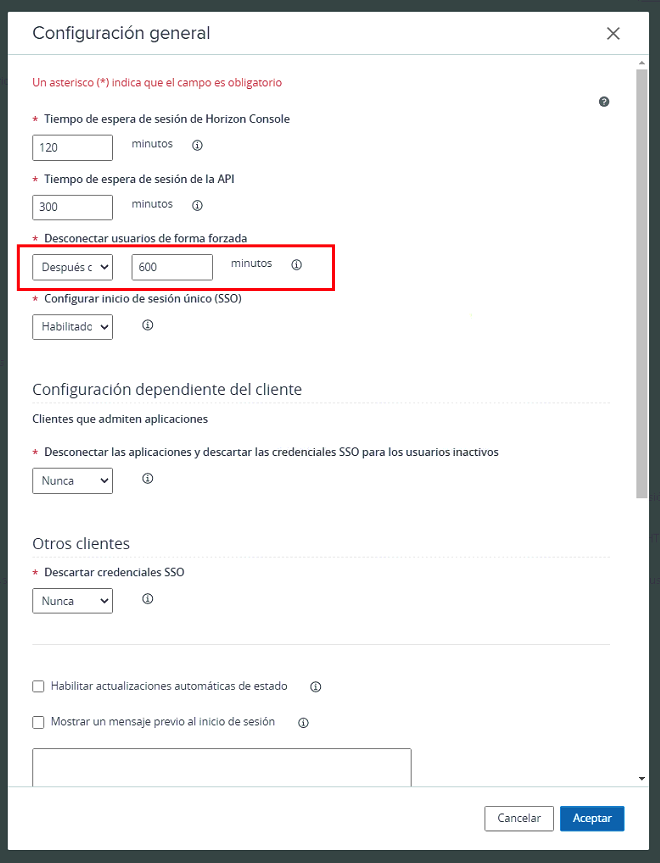 Configuración general
Un asterisco (*) indica que el campo es obligatorio
* Tiempo de espera de sesión de Horizon Console
120 minutos
* Tiempo de espera de sesión de la API
300 minutos
* Desconectar usuarios de forma forzada
Después c 600 minutos
* Configurar inicio de sesión único (SSO)
Habilitado
Configuración dependiente del cliente
Clientes que admiten aplicaciones
* Desconectar las aplicaciones y descartar las credenciales SSO para los usuarios inactivos
Nunca
Otros clientes
* Descartar credenciales SSO
Nunca
Habilitar actualizaciones automáticas de estado
Mostrar un mensaje previo al inicio de sesión
Cancelar Aceptar